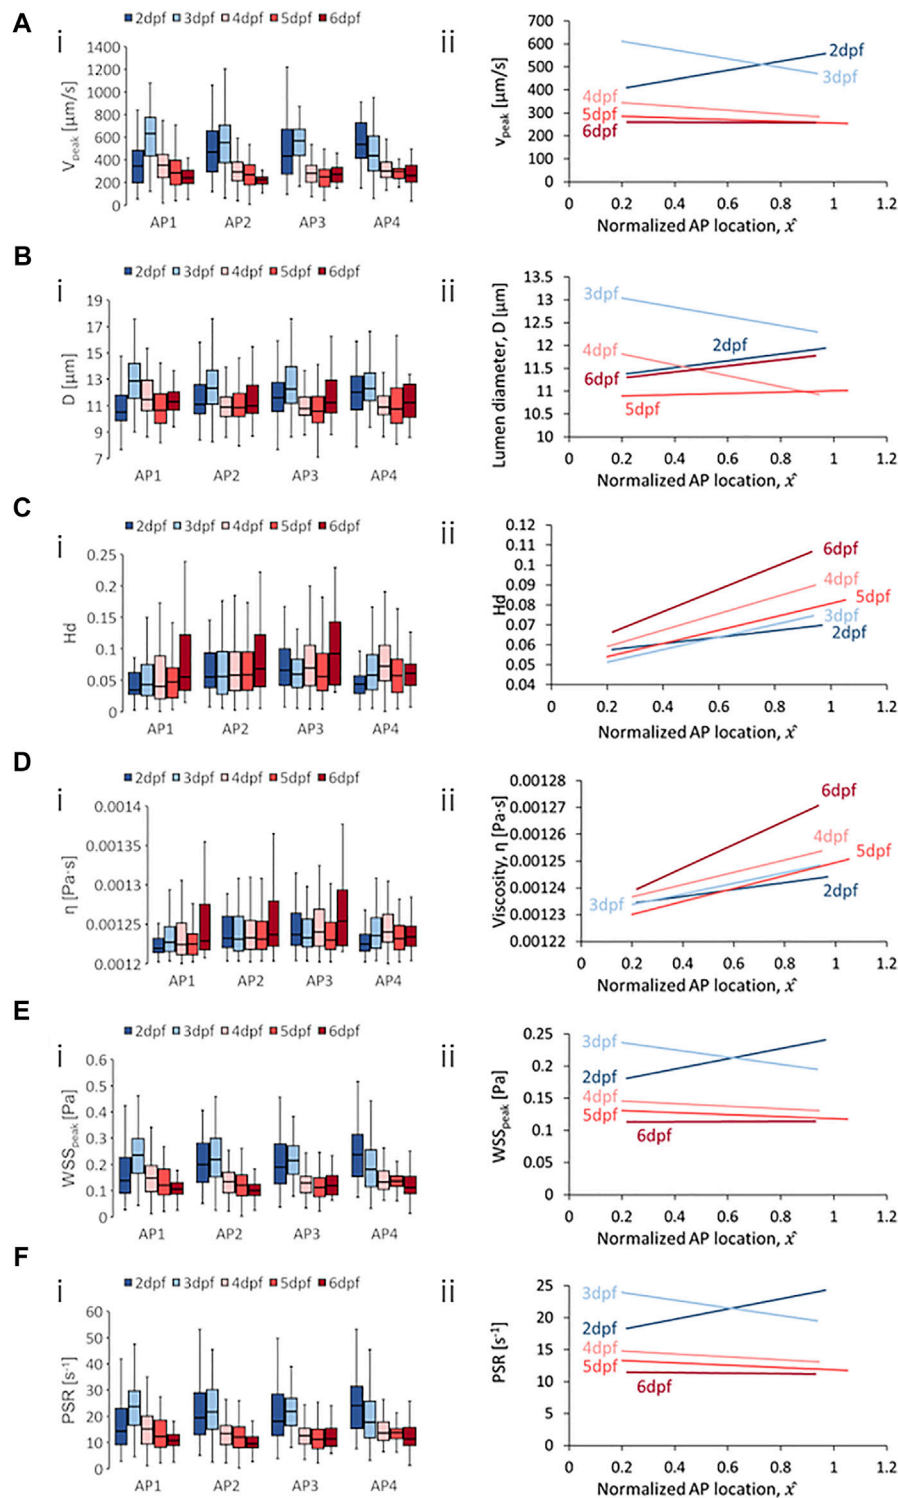 A
i
2dpf 3dpf 4dpf 5dpf 6dpf
Vpeak [µm/s]
1400
1200
1000
800
600
400
200
0
AP1 AP2 AP3 AP4
ii
vpeak [µm/s]
700
600
500
400
300
200
100
0
2dpf
3dpf
4dpf
5dpf
6dpf
0 0.2 0.4 0.6 0.8 1 1.2
Normalized AP location, x̂
B
i
2dpf 3dpf 4dpf 5dpf 6dpf
D [µm]
19
17
15
13
11
9
7
AP1 AP2 AP3 AP4
ii
Lumen diameter, D [µm]
13.5
13
12.5
12
11.5
11
10.5
10
3dpf
2dpf
4dpf
6dpf
5dpf
0 0.2 0.4 0.6 0.8 1 1.2
Normalized AP location, x̂
C
i
2dpf 3dpf 4dpf 5dpf 6dpf
Hd
0.25
0.2
0.15
0.1
0.05
0
AP1 AP2 AP3 AP4
ii
Hd
0.12
0.11
0.1
0.09
0.08
0.07
0.06
0.05
0.04
6dpf
4dpf
5dpf
3dpf
2dpf
0 0.2 0.4 0.6 0.8 1 1.2
Normalized AP location, x̂
D
i
2dpf 3dpf 4dpf 5dpf 6dpf
η [Pa·s]
0.0014
0.00135
0.0013
0.00125
0.0012
AP1 AP2 AP3 AP4
ii
Viscosity, η [Pa·s]
0.00128
0.00127
0.00126
0.00125
0.00124
0.00123
0.00122
6dpf
4dpf
5dpf
2dpf
3dpf
0 0.2 0.4 0.6 0.8 1 1.2
Normalized AP location, x̂
E
i
2dpf 3dpf 4dpf 5dpf 6dpf
WSSpeak [Pa]
0.6
0.5
0.4
0.3
0.2
0.1
0
AP1 AP2 AP3 AP4
ii
WSSpeak [Pa]
0.25
0.2
0.15
0.1
0.05
0
3dpf
2dpf
4dpf
5dpf
6dpf
0 0.2 0.4 0.6 0.8 1 1.2
Normalized AP location, x̂
F
i
2dpf 3dpf 4dpf 5dpf 6dpf
PSR [s-1]
60
50
40
30
20
10
0
AP1 AP2 AP3 AP4
ii
PSR [s-1]
25
20
15
10
5
0
3dpf
2dpf
4dpf
5dpf
6dpf
0 0.2 0.4 0.6 0.8 1 1.2
Normalized AP location, x̂